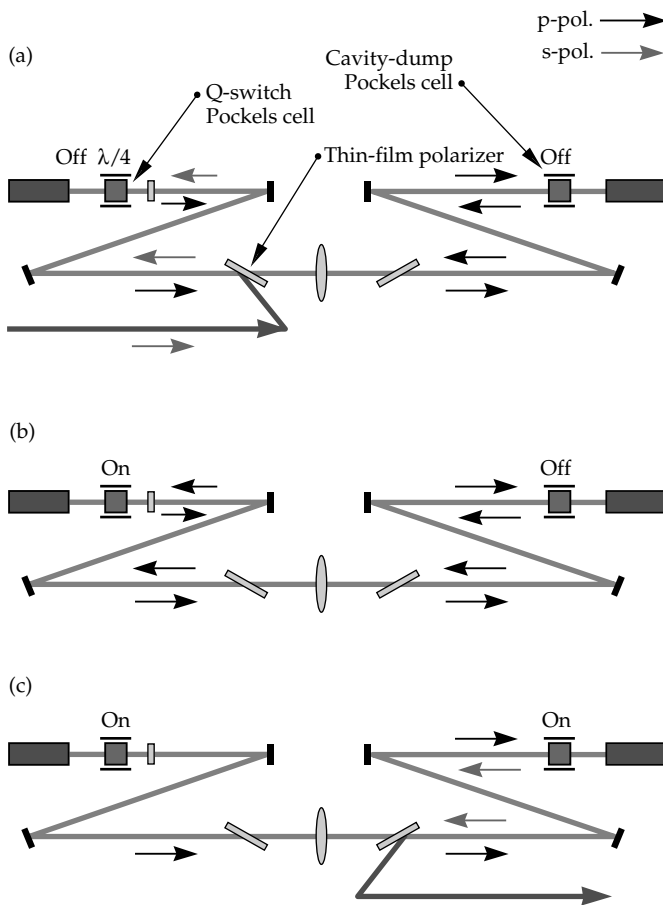 p-pol.
s-pol.
(a)
Cavity-dump
Pockels cell
Q-switch
Pockels cell
Thin-film polarizer
Off λ/4
Off
(b)
On
Off
(c)
On
On